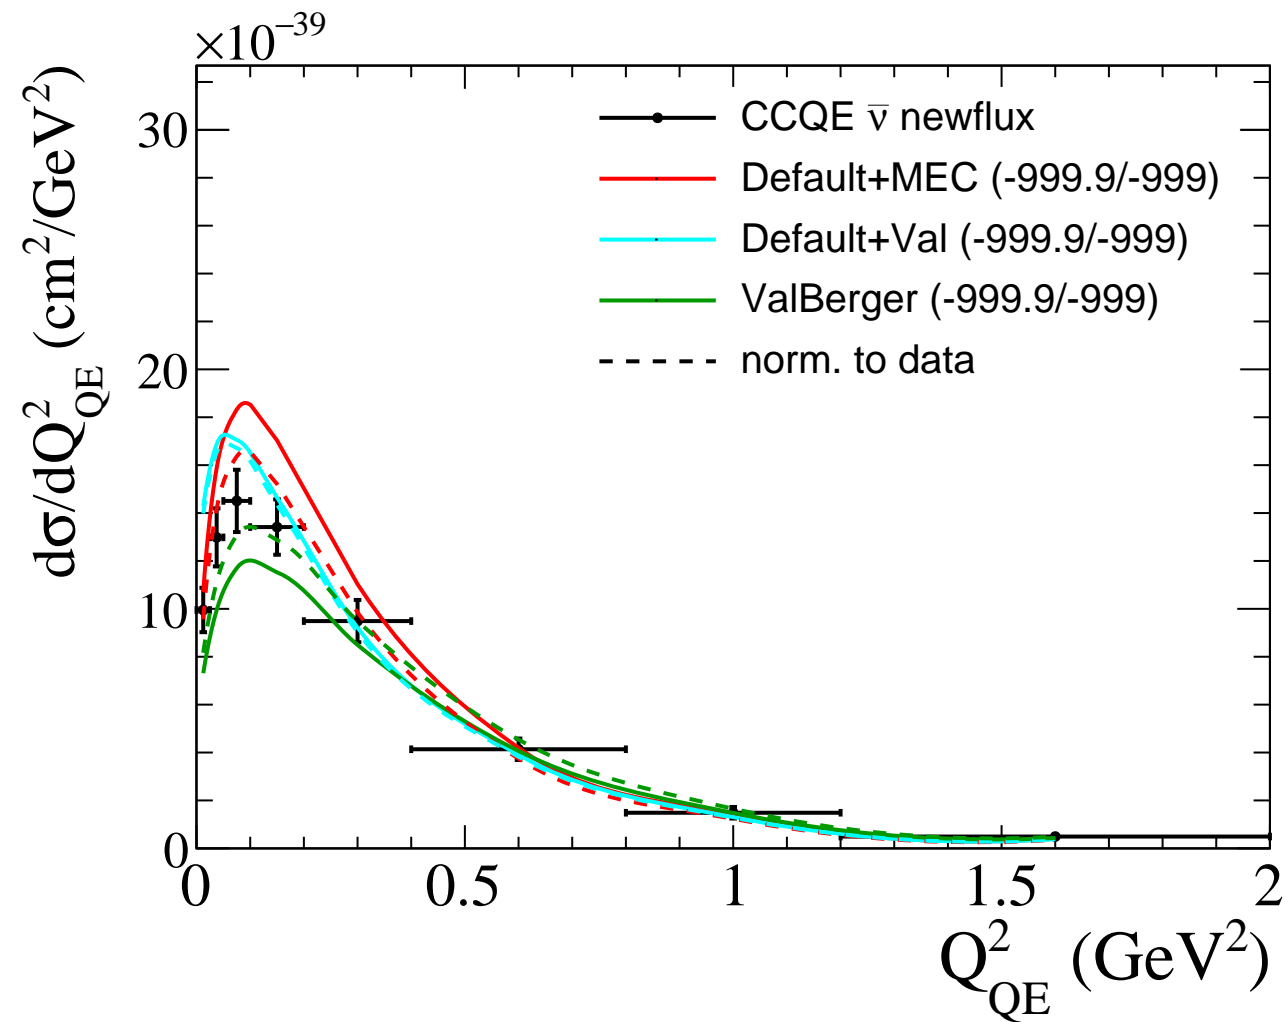 ×10⁻³⁹
dσ/dQ²_QE (cm²/GeV²)
30
20
10
0
CCQE ν̅ newflux
Default+MEC (-999.9/-999)
Default+Val (-999.9/-999)
ValBerger (-999.9/-999)
norm. to data
0 0.5 1 1.5 2
Q²_QE (GeV²)